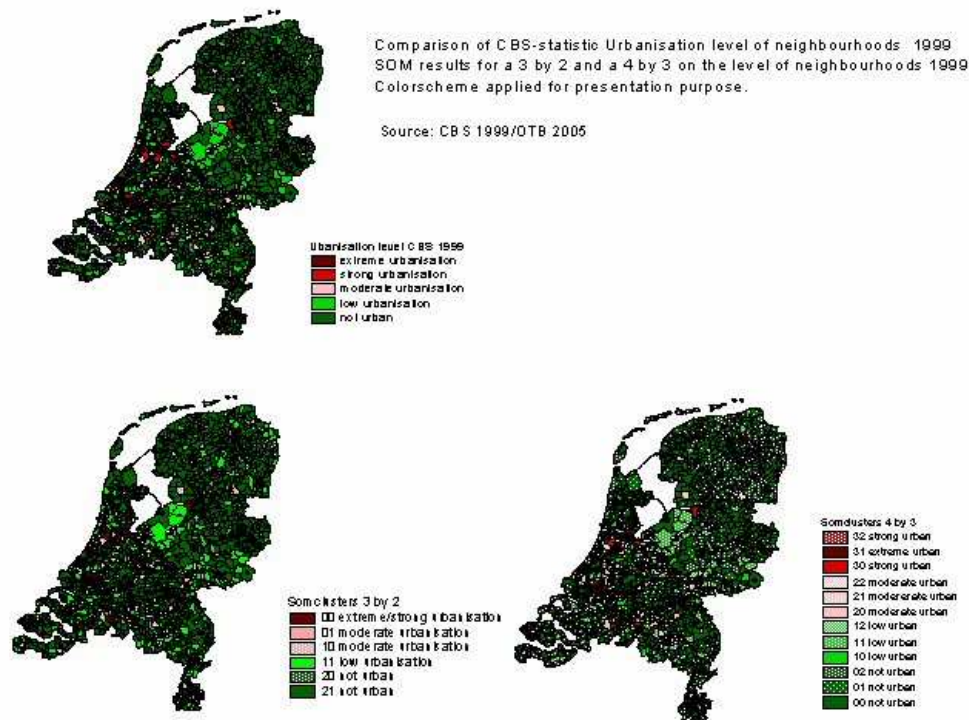 Comparison of CBS-statistic Urbanisation level of neighbourhoods 1999
SOM results for a 3 by 2 and a 4 by 3 on the level of neighbourhoods 1999
Colorscheme applied for presentation purpose.
Source: CBS 1999/OTB 2005
Ubanisation level CBS 1999
extreme urbanisation
strong urbanisation
moderate urbanisation
low urbanisation
not urban
Somclusters 3 by 2
00 extreme/strong urbanisation
01 moderate urbanisation
10 moderate urbanisation
11 low urbanisation
20 not urban
21 not urban
Somclusters 4 by 3
32 strong urban
31 extreme urban
30 strong urban
22 moderate urban
21 modererate urban
20 moderate urban
12 low urban
11 low urban
10 low urban
02 not urban
01 not urban
00 not urban